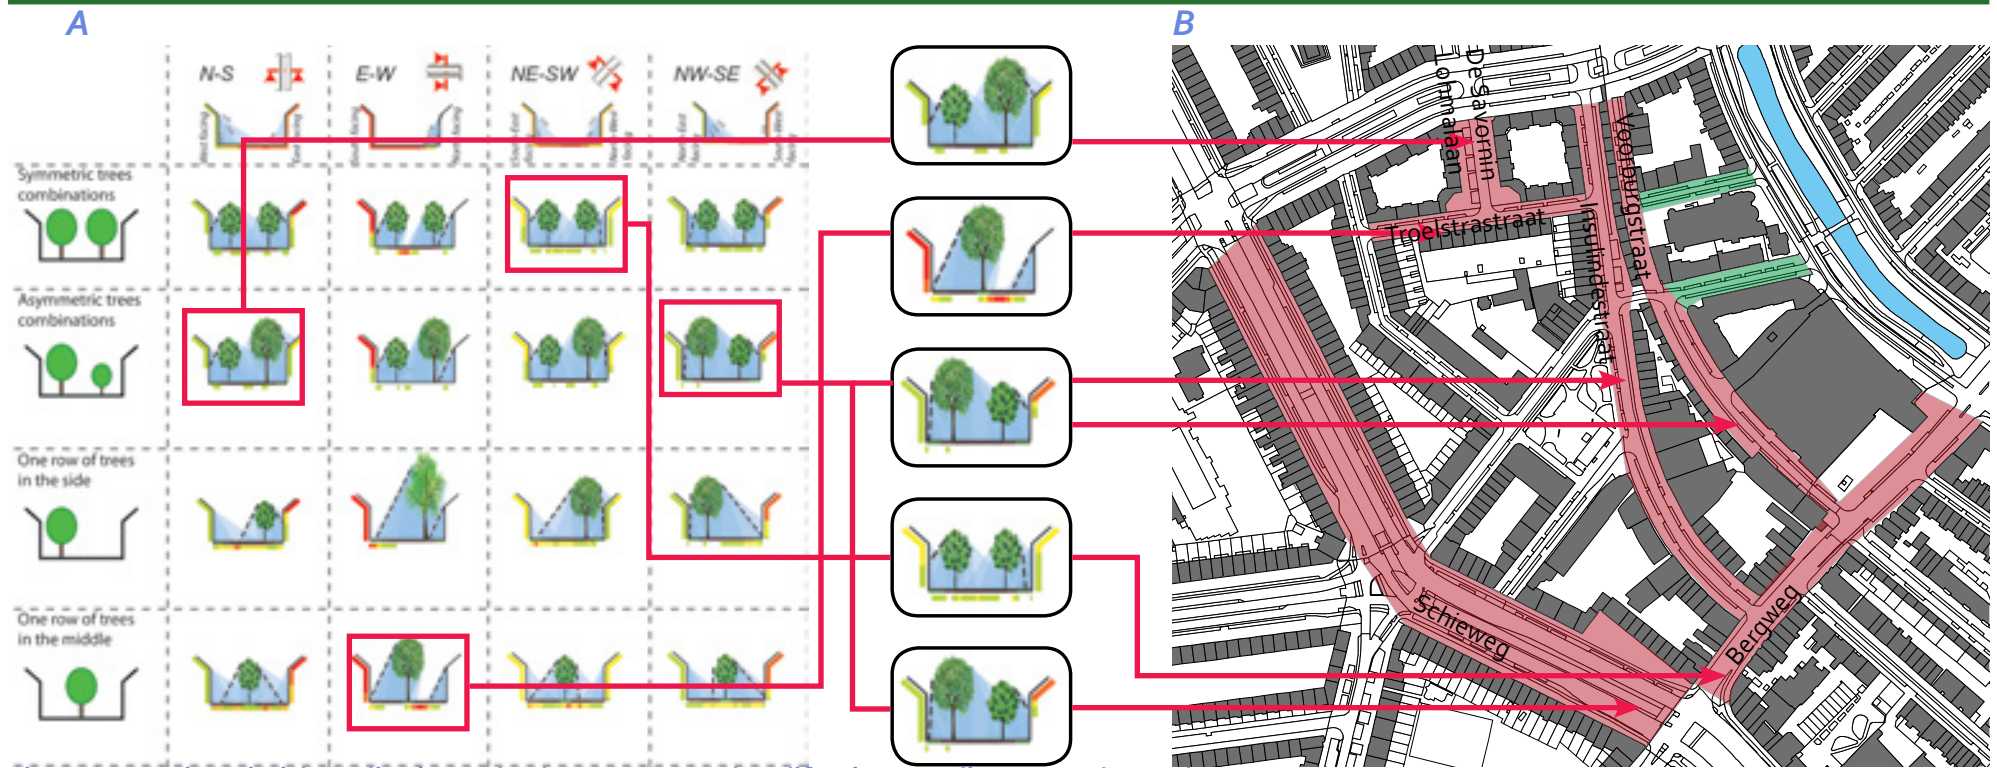 A
B
N-S
E-W
NE-SW
NW-SE
Symmetric trees
combinations
Asymmetric trees
combinations
One row of trees
in the side
One row of trees
in the middle
De Savornin
Lohmalaan
Troelstrastraat
Voorburgstraat
Insulindestraat
Schieweg
Bergweg